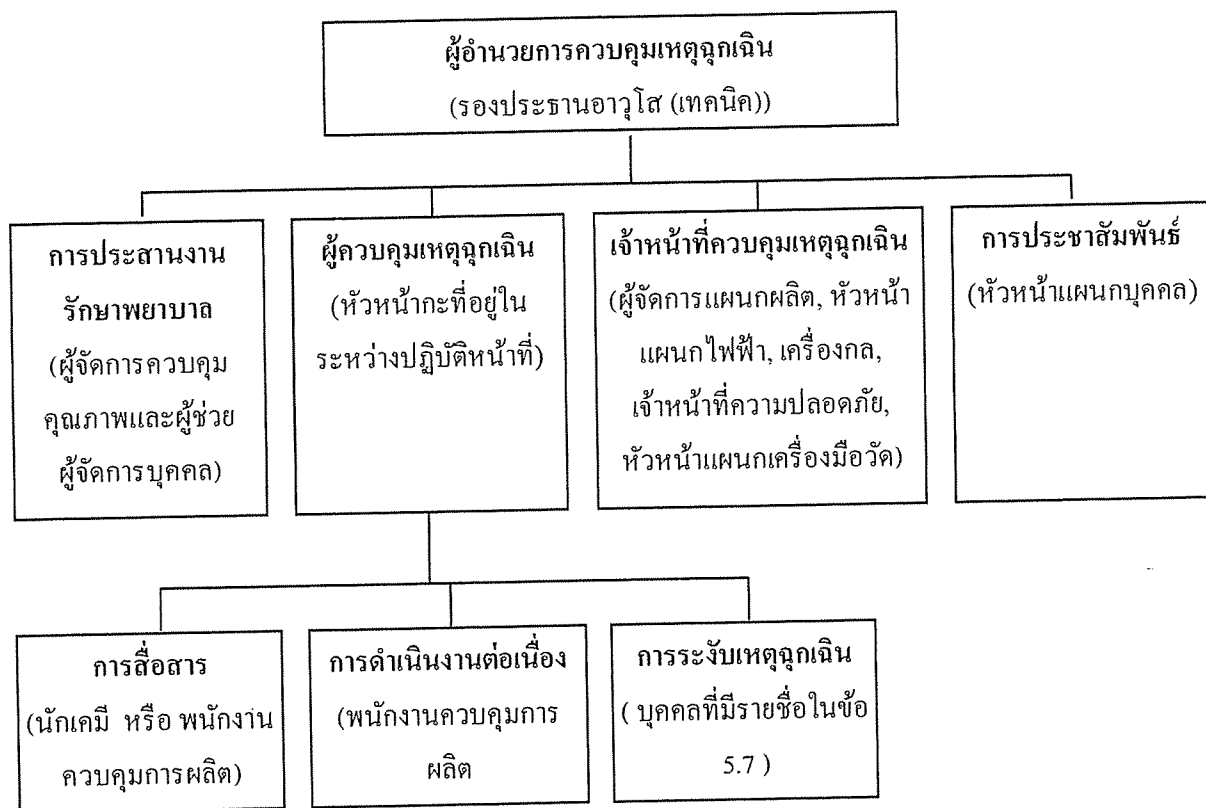 ผู้อำนวยการควบคุมเหตุฉุกเฉิน
(รองประธานอาวุโส (เทคนิค))
การประสานงาน
รักษาพยาบาล
(ผู้จัดการควบคุม
คุณภาพและผู้ช่วย
ผู้จัดการบุคคล)
ผู้ควบคุมเหตุฉุกเฉิน
(หัวหน้ากะที่อยู่ใน
ระหว่างปฏิบัติหน้าที่)
เจ้าหน้าที่ควบคุมเหตุฉุกเฉิน
(ผู้จัดการแผนกผลิต, หัวหน้า
แผนกไฟฟ้า, เครื่องกล,
เจ้าหน้าที่ความปลอดภัย,
หัวหน้าแผนกเครื่องมือวัด)
การประชาสัมพันธ์
(หัวหน้าแผนกบุคคล)
การสื่อสาร
(นักเคมี หรือ พนักงาน
ควบคุมการผลิต)
การดำเนินงานต่อเนื่อง
(พนักงานควบคุมการ
ผลิต
การระงับเหตุฉุกเฉิน
( บุคคลที่มีรายชื่อในข้อ
5.7 )